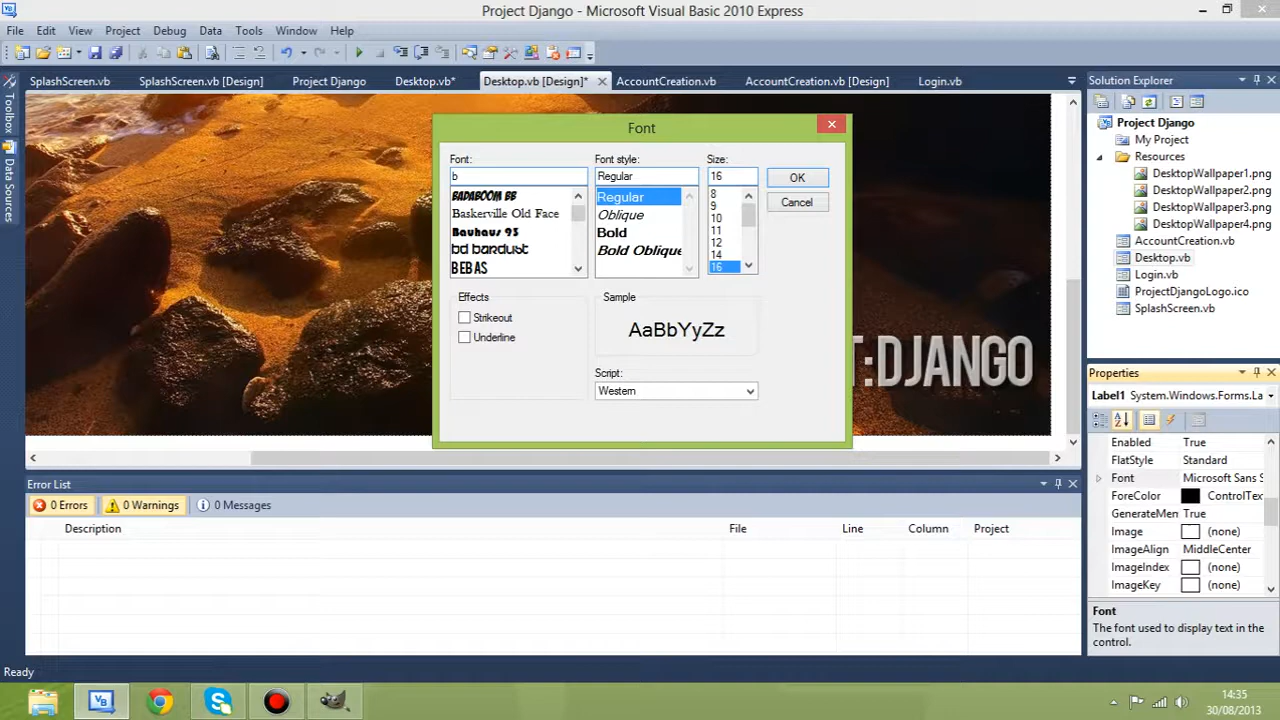 Project Django - Microsoft Visual Basic 2010 Express
File Edit View Project Debug Data Tools Window Help
SplashScreen.vb SplashScreen.vb [Design] Project Django Desktop.vb* Desktop.vb [Design]* AccountCreation.vb AccountCreation.vb [Design] Login.vb
Toolbox
Data Sources
Font
Font: Font style: Size:
b Regular 16 OK
BADABOOM BB Regular 8
Baskerville Old Face Oblique 9 Cancel
Bauhaus 93 Bold 10
bd bardust Bold Oblique 11
BEBAS 12
14
16
Effects Sample
Strikeout
Underline
AaBbYyZz
Script:
Western
T:DJANGO
Solution Explorer
Project Django
My Project
Resources
DesktopWallpaper1.png
DesktopWallpaper2.png
DesktopWallpaper3.png
DesktopWallpaper4.png
AccountCreation.vb
Desktop.vb
Login.vb
ProjectDjangoLogo.ico
SplashScreen.vb
Properties
Label1 System.Windows.Forms.La
Enabled True
FlatStyle Standard
Font Microsoft Sans S
ForeColor ControlTex
GenerateMen True
Image (none)
ImageAlign MiddleCenter
ImageIndex (none)
ImageKey (none)
Font
The font used to display text in the
control.
Error List
0 Errors 0 Warnings 0 Messages
Description File Line Column Project
Ready
14:35
30/08/2013